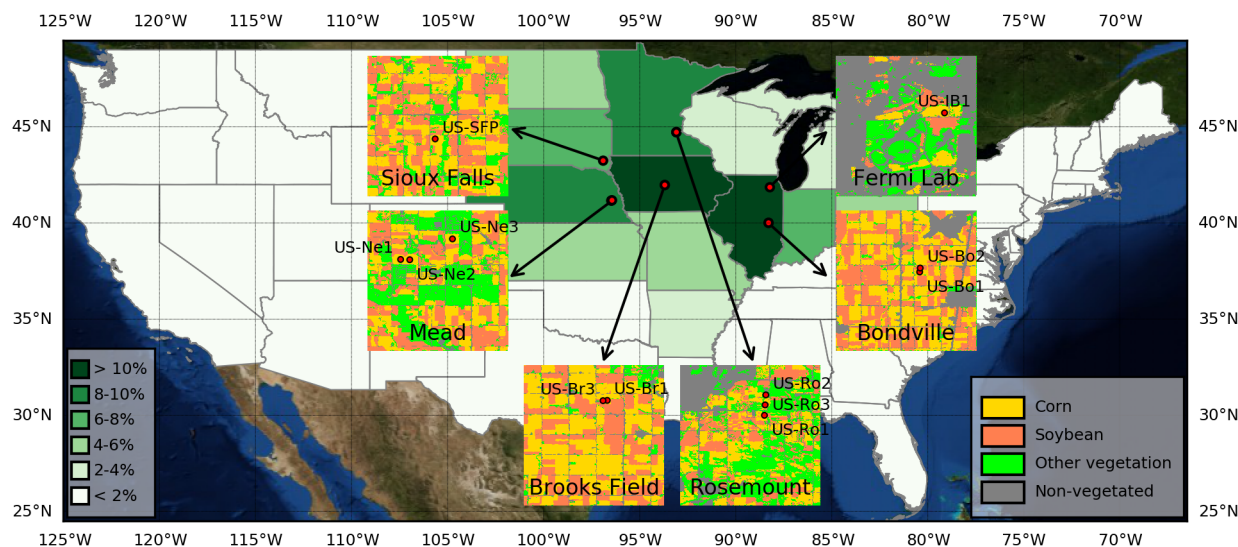 125°W 120°W 115°W 110°W 105°W 100°W 95°W 90°W 85°W 80°W 75°W 70°W
US-IB1
US-SFP
45°N 45°N
Sioux Falls Fermi Lab
40°N 40°N
US-Ne3
US-Ne1
US-Ne2
US-Bo2
US-Bo1
Mead Bondville
35°N 35°N
> 10%
8-10%
6-8%
4-6%
2-4%
< 2%
US-Br3 US-Br1
US-Ro2
US-Ro3
US-Ro1
Brooks Field Rosemount
Corn
Soybean
Other vegetation
Non-vegetated
30°N 30°N
25°N 25°N
125°W 120°W 115°W 110°W 105°W 100°W 95°W 90°W 85°W 80°W 75°W 70°W